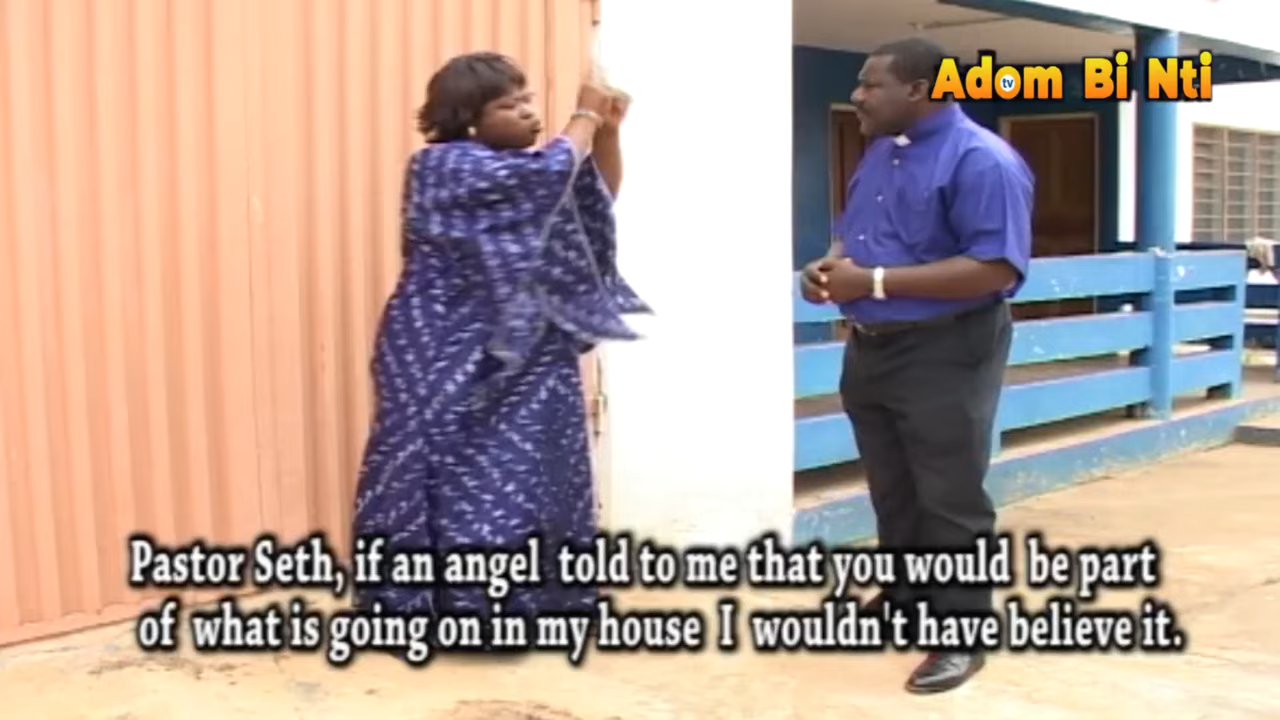 Adom Bi Nti
tv
Pastor Seth, if an angel told to me that you would be part
of what is going on in my house I wouldn't have believe it.